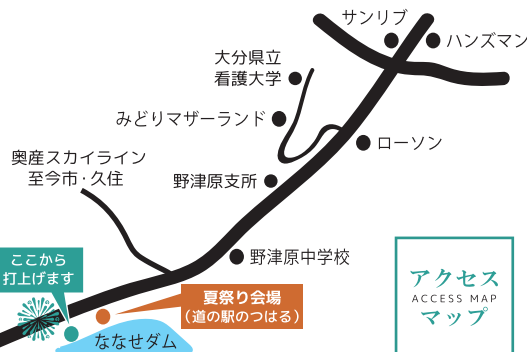 サンリブ
ハンズマン
大分県立
看護大学
みどりマザーランド
ローソン
奥産スカイライン
至今市・久住
野津原支所
野津原中学校
ここから
打上げます
夏祭り会場
（道の駅のつはる）
ななせダム
アクセス
ACCESS MAP
マップ